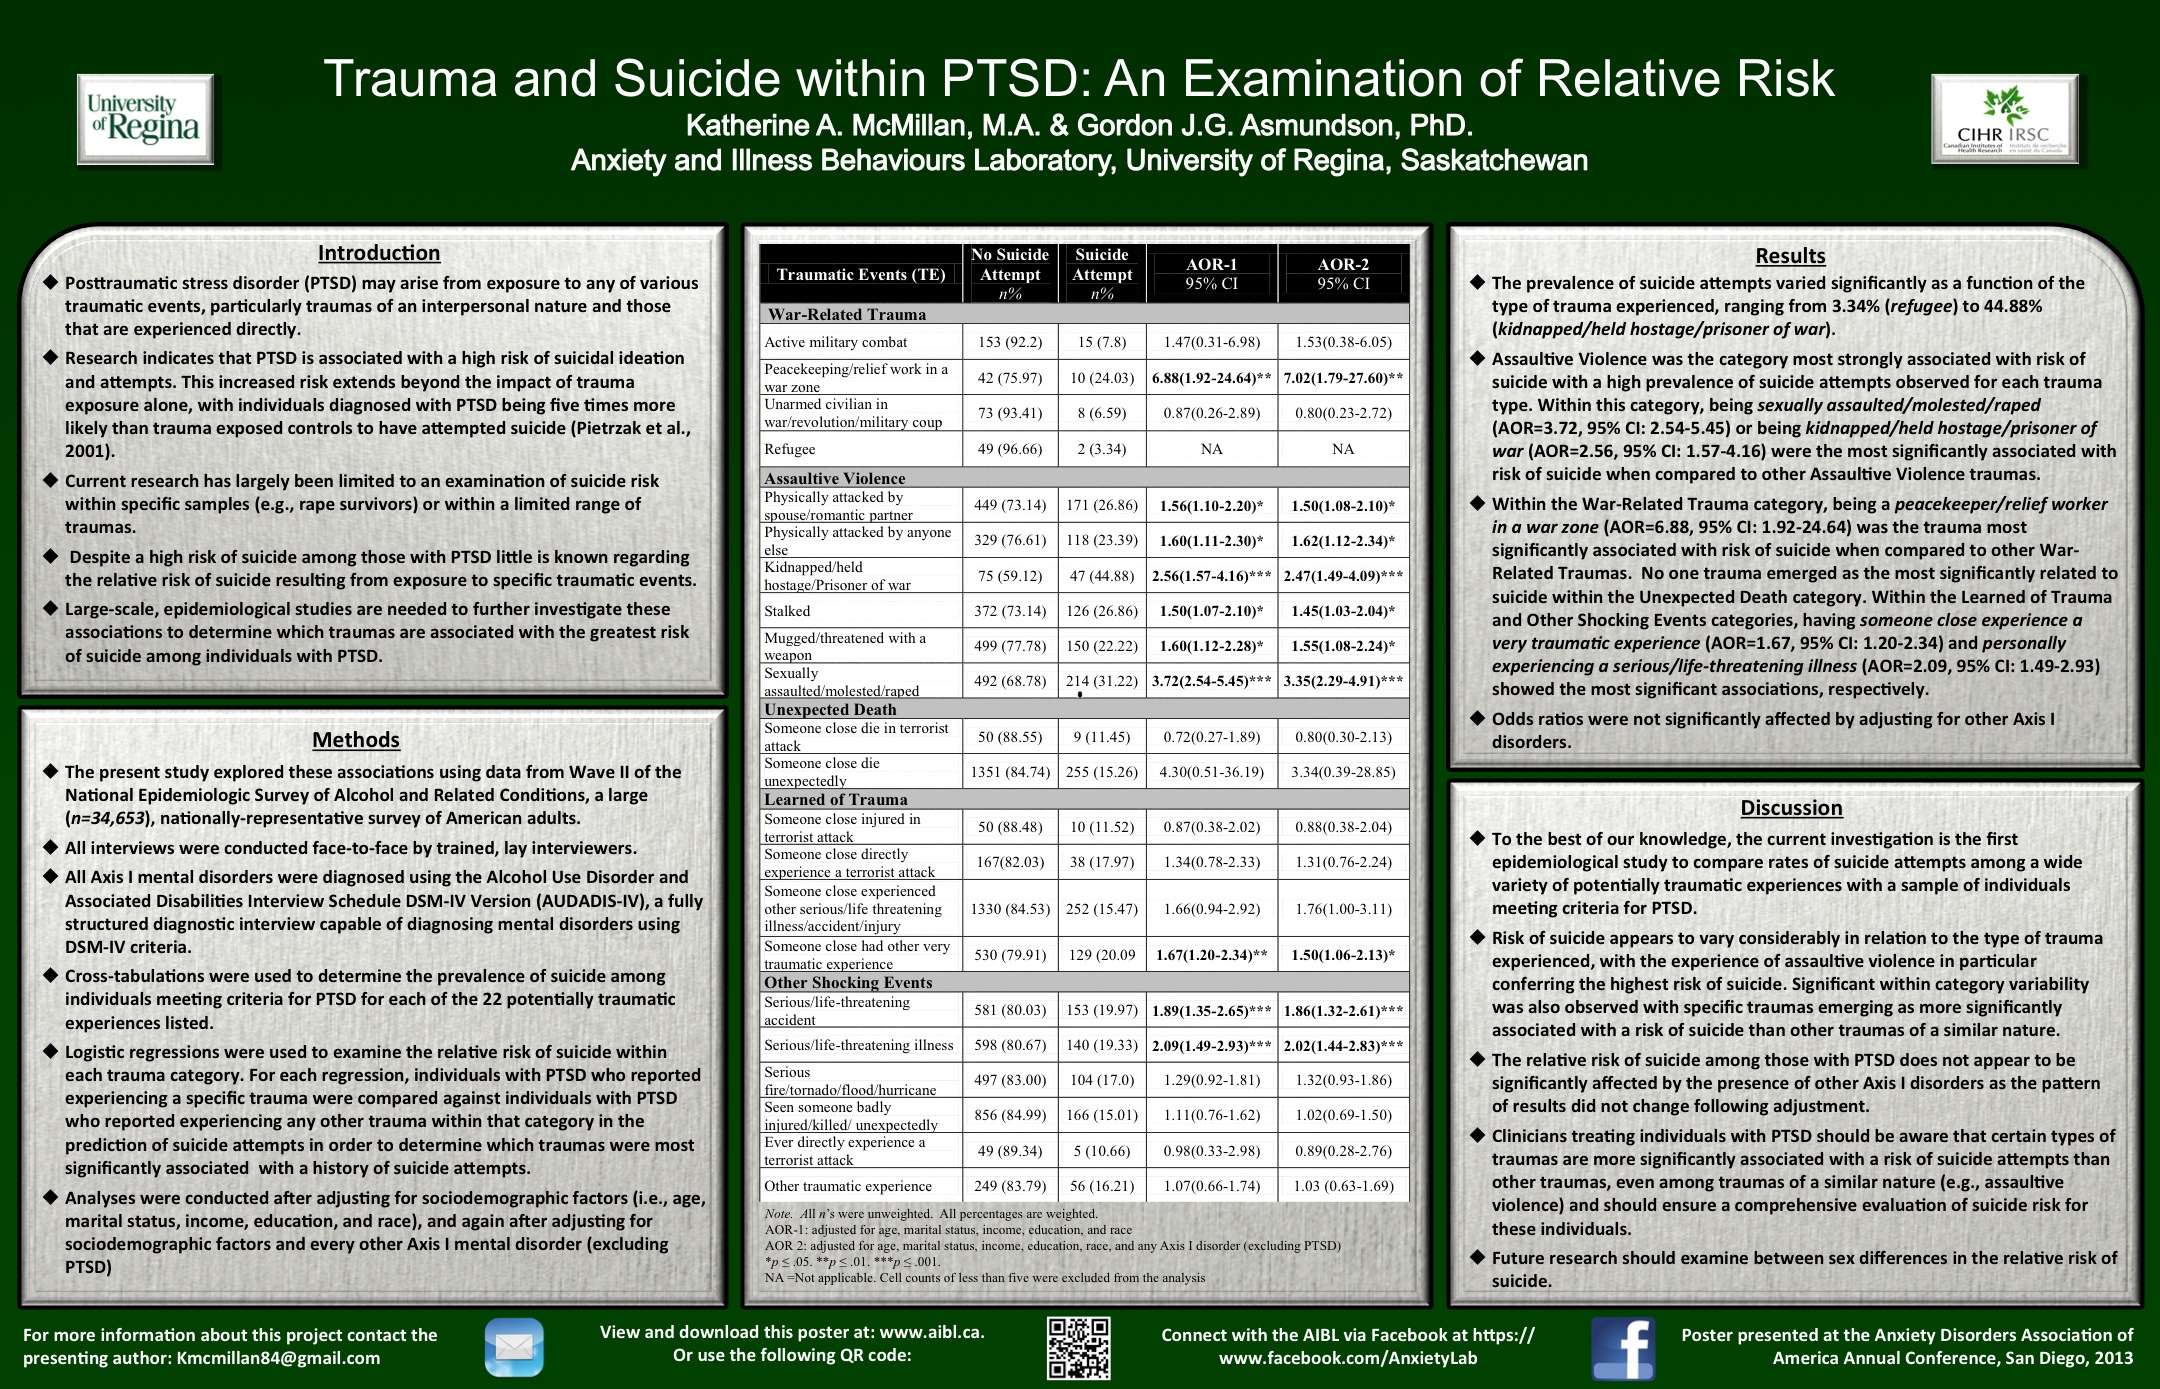 Trauma and Suicide within PTSD: An Examination of Relative Risk
Katherine A. McMillan, M.A. & Gordon J.G. Asmundson, PhD.
Anxiety and Illness Behaviours Laboratory, University of Regina, Saskatchewan
University
of Regina
CIHR IRSC
Canadian Institutes of Health Research
Instituts de recherche en santé du Canada
Introduction
◆ Posttraumatic stress disorder (PTSD) may arise from exposure to any of various
traumatic events, particularly traumas of an interpersonal nature and those
that are experienced directly.
◆ Research indicates that PTSD is associated with a high risk of suicidal ideation
and attempts. This increased risk extends beyond the impact of trauma
exposure alone, with individuals diagnosed with PTSD being five times more
likely than trauma exposed controls to have attempted suicide (Pietrzak et al.,
2001).
◆ Current research has largely been limited to an examination of suicide risk
within specific samples (e.g., rape survivors) or within a limited range of
traumas.
◆ Despite a high risk of suicide among those with PTSD little is known regarding
the relative risk of suicide resulting from exposure to specific traumatic events.
◆ Large-scale, epidemiological studies are needed to further investigate these
associations to determine which traumas are associated with the greatest risk
of suicide among individuals with PTSD.
Methods
◆ The present study explored these associations using data from Wave II of the
National Epidemiologic Survey of Alcohol and Related Conditions, a large
(n=34,653), nationally-representative survey of American adults.
◆ All interviews were conducted face-to-face by trained, lay interviewers.
◆ All Axis I mental disorders were diagnosed using the Alcohol Use Disorder and
Associated Disabilities Interview Schedule DSM-IV Version (AUDADIS-IV), a fully
structured diagnostic interview capable of diagnosing mental disorders using
DSM-IV criteria.
◆ Cross-tabulations were used to determine the prevalence of suicide among
individuals meeting criteria for PTSD for each of the 22 potentially traumatic
experiences listed.
◆ Logistic regressions were used to examine the relative risk of suicide within
each trauma category. For each regression, individuals with PTSD who reported
experiencing a specific trauma were compared against individuals with PTSD
who reported experiencing any other trauma within that category in the
prediction of suicide attempts in order to determine which traumas were most
significantly associated with a history of suicide attempts.
◆ Analyses were conducted after adjusting for sociodemographic factors (i.e., age,
marital status, income, education, and race), and again after adjusting for
sociodemographic factors and every other Axis I mental disorder (excluding
PTSD)
Traumatic Events (TE) No Suicide Attempt n% Suicide Attempt n% AOR-1 95% CI AOR-2 95% CI
War-Related Trauma
Active military combat 153 (92.2) 15 (7.8) 1.47(0.31-6.98) 1.53(0.38-6.05)
Peacekeeping/relief work in a war zone 42 (75.97) 10 (24.03) 6.88(1.92-24.64)** 7.02(1.79-27.60)**
Unarmed civilian in war/revolution/military coup 73 (93.41) 8 (6.59) 0.87(0.26-2.89) 0.80(0.23-2.72)
Refugee 49 (96.66) 2 (3.34) NA NA
Assaultive Violence
Physically attacked by spouse/romantic partner 449 (73.14) 171 (26.86) 1.56(1.10-2.20)* 1.50(1.08-2.10)*
Physically attacked by anyone else 329 (76.61) 118 (23.39) 1.60(1.11-2.30)* 1.62(1.12-2.34)*
Kidnapped/held hostage/Prisoner of war 75 (59.12) 47 (44.88) 2.56(1.57-4.16)*** 2.47(1.49-4.09)***
Stalked 372 (73.14) 126 (26.86) 1.50(1.07-2.10)* 1.45(1.03-2.04)*
Mugged/threatened with a weapon 499 (77.78) 150 (22.22) 1.60(1.12-2.28)* 1.55(1.08-2.24)*
Sexually assaulted/molested/raped 492 (68.78) 214 (31.22) 3.72(2.54-5.45)*** 3.35(2.29-4.91)***
Unexpected Death
Someone close die in terrorist attack 50 (88.55) 9 (11.45) 0.72(0.27-1.89) 0.80(0.30-2.13)
Someone close die unexpectedly 1351 (84.74) 255 (15.26) 4.30(0.51-36.19) 3.34(0.39-28.85)
Learned of Trauma
Someone close injured in terrorist attack 50 (88.48) 10 (11.52) 0.87(0.38-2.02) 0.88(0.38-2.04)
Someone close directly experience a terrorist attack 167(82.03) 38 (17.97) 1.34(0.78-2.33) 1.31(0.76-2.24)
Someone close experienced other serious/life threatening illness/accident/injury 1330 (84.53) 252 (15.47) 1.66(0.94-2.92) 1.76(1.00-3.11)
Someone close had other very traumatic experience 530 (79.91) 129 (20.09 1.67(1.20-2.34)** 1.50(1.06-2.13)*
Other Shocking Events
Serious/life-threatening accident 581 (80.03) 153 (19.97) 1.89(1.35-2.65)*** 1.86(1.32-2.61)***
Serious/life-threatening illness 598 (80.67) 140 (19.33) 2.09(1.49-2.93)*** 2.02(1.44-2.83)***
Serious fire/tornado/flood/hurricane 497 (83.00) 104 (17.0) 1.29(0.92-1.81) 1.32(0.93-1.86)
Seen someone badly injured/killed/ unexpectedly 856 (84.99) 166 (15.01) 1.11(0.76-1.62) 1.02(0.69-1.50)
Ever directly experience a terrorist attack 49 (89.34) 5 (10.66) 0.98(0.33-2.98) 0.89(0.28-2.76)
Other traumatic experience 249 (83.79) 56 (16.21) 1.07(0.66-1.74) 1.03 (0.63-1.69)
Note. All n's were unweighted. All percentages are weighted.
AOR-1: adjusted for age, marital status, income, education, and race
AOR 2: adjusted for age, marital status, income, education, race, and any Axis I disorder (excluding PTSD)
*p ≤ .05. **p ≤ .01. ***p ≤ .001.
NA =Not applicable. Cell counts of less than five were excluded from the analysis
Results
◆ The prevalence of suicide attempts varied significantly as a function of the
type of trauma experienced, ranging from 3.34% (refugee) to 44.88%
(kidnapped/held hostage/prisoner of war).
◆ Assaultive Violence was the category most strongly associated with risk of
suicide with a high prevalence of suicide attempts observed for each trauma
type. Within this category, being sexually assaulted/molested/raped
(AOR=3.72, 95% CI: 2.54-5.45) or being kidnapped/held hostage/prisoner of
war (AOR=2.56, 95% CI: 1.57-4.16) were the most significantly associated with
risk of suicide when compared to other Assaultive Violence traumas.
◆ Within the War-Related Trauma category, being a peacekeeper/relief worker
in a war zone (AOR=6.88, 95% CI: 1.92-24.64) was the trauma most
significantly associated with risk of suicide when compared to other War-
Related Traumas. No one trauma emerged as the most significantly related to
suicide within the Unexpected Death category. Within the Learned of Trauma
and Other Shocking Events categories, having someone close experience a
very traumatic experience (AOR=1.67, 95% CI: 1.20-2.34) and personally
experiencing a serious/life-threatening illness (AOR=2.09, 95% CI: 1.49-2.93)
showed the most significant associations, respectively.
◆ Odds ratios were not significantly affected by adjusting for other Axis I
disorders.
Discussion
◆ To the best of our knowledge, the current investigation is the first
epidemiological study to compare rates of suicide attempts among a wide
variety of potentially traumatic experiences with a sample of individuals
meeting criteria for PTSD.
◆ Risk of suicide appears to vary considerably in relation to the type of trauma
experienced, with the experience of assaultive violence in particular
conferring the highest risk of suicide. Significant within category variability
was also observed with specific traumas emerging as more significantly
associated with a risk of suicide than other traumas of a similar nature.
◆ The relative risk of suicide among those with PTSD does not appear to be
significantly affected by the presence of other Axis I disorders as the pattern
of results did not change following adjustment.
◆ Clinicians treating individuals with PTSD should be aware that certain types of
traumas are more significantly associated with a risk of suicide attempts than
other traumas, even among traumas of a similar nature (e.g., assaultive
violence) and should ensure a comprehensive evaluation of suicide risk for
these individuals.
◆ Future research should examine between sex differences in the relative risk of
suicide.
For more information about this project contact the
presenting author: Kmcmillan84@gmail.com
View and download this poster at: www.aibl.ca.
Or use the following QR code:
Connect with the AIBL via Facebook at https://
www.facebook.com/AnxietyLab
f
Poster presented at the Anxiety Disorders Association of
America Annual Conference, San Diego, 2013